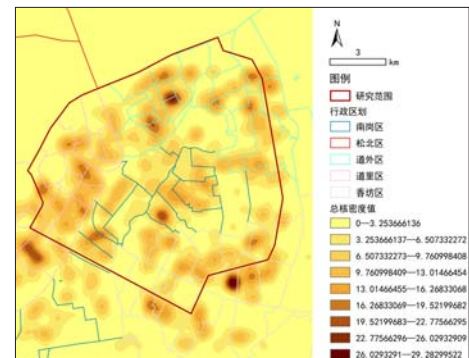 N
3
km
图例
研究范围
行政区划
南岗区
松北区
道外区
道里区
香坊区
总核密度值
0—3.253666136
3.253666137—6.507332272
6.507332273—9.760998408
9.760998409—13.01466454
13.01466455—16.26833068
16.26833069—19.52199682
19.52199683—22.77566295
22.77566296—26.02932909
26.0293291—29.28299522